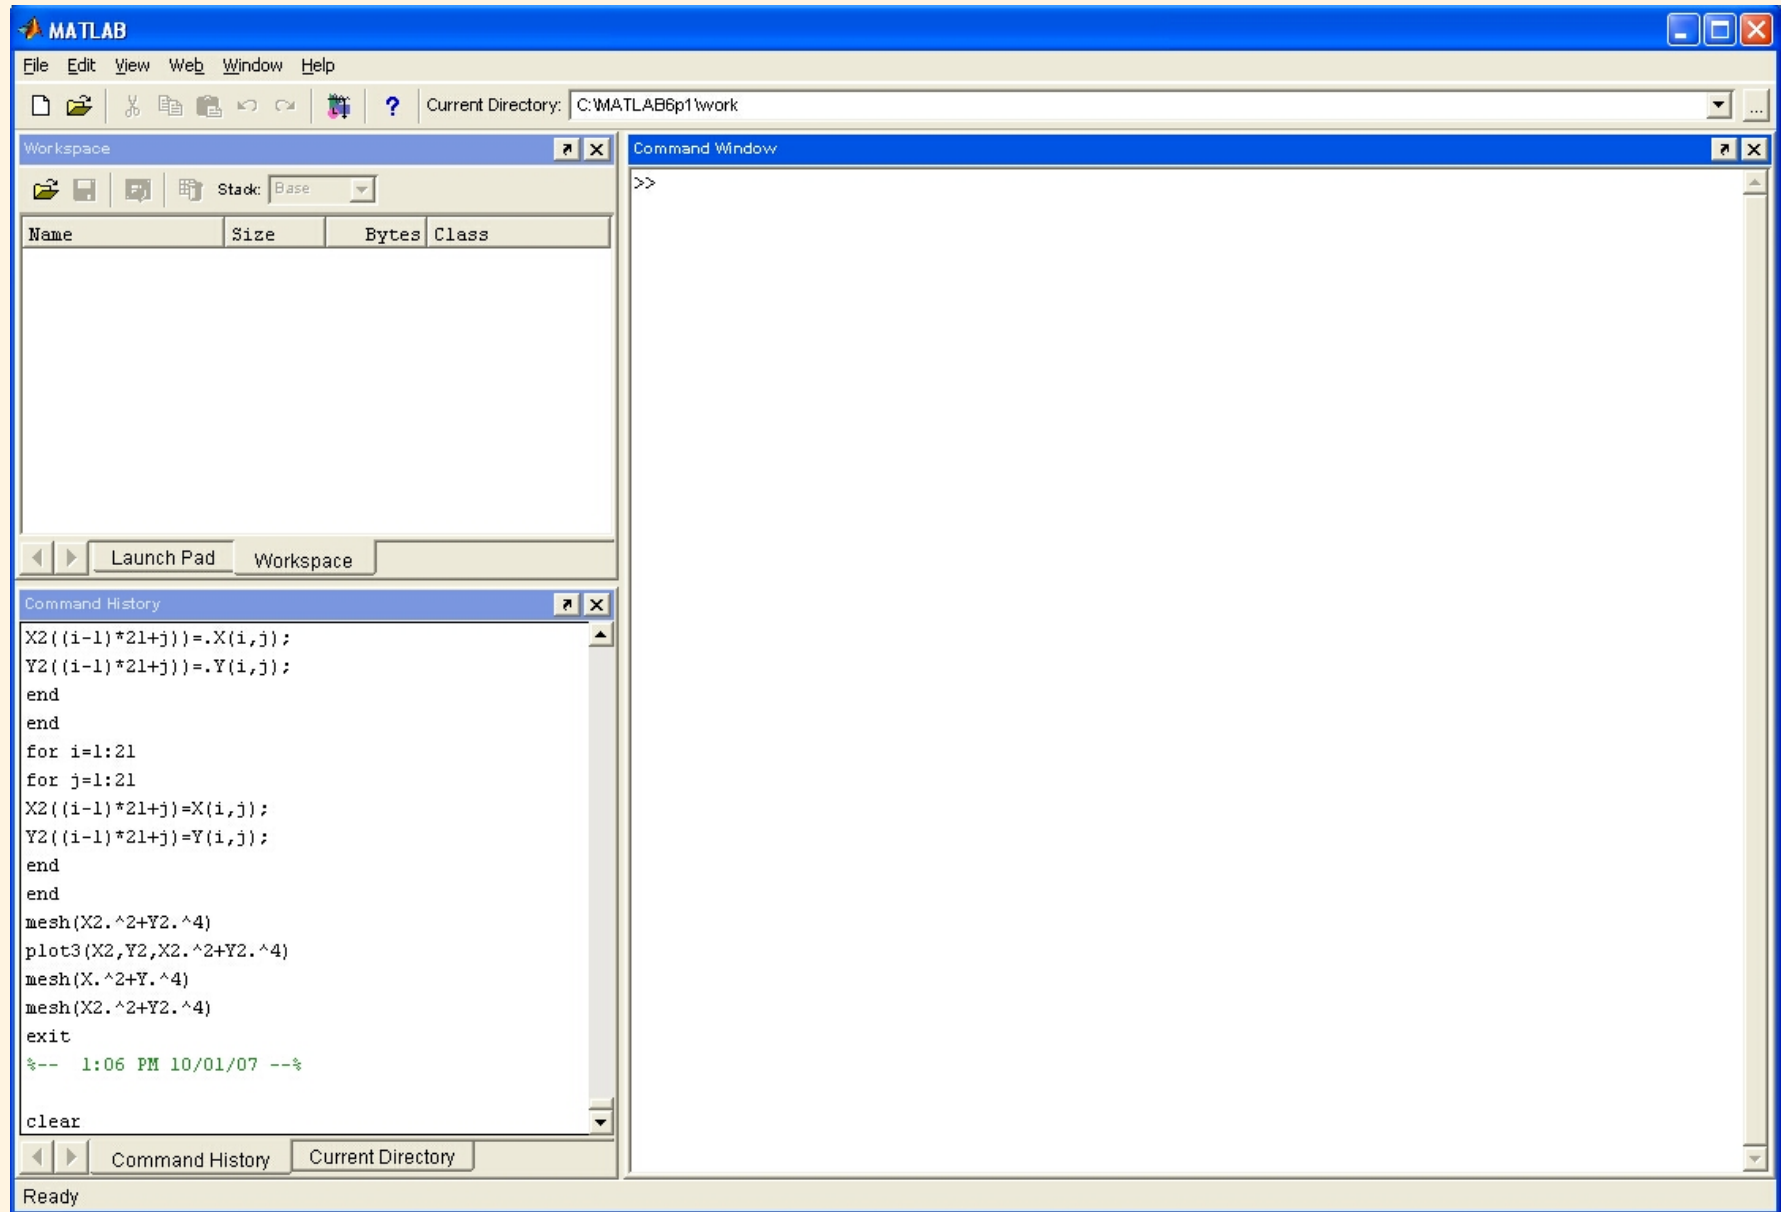 MATLAB
File Edit View Web Window Help
? Current Directory: C:\MATLAB6p1\work ...
Workspace
Stack: Base
Name Size Bytes Class
Launch Pad Workspace
Command History
X2((i-1)*21+j))=.X(i,j);
Y2((i-1)*21+j))=.Y(i,j);
end
end
for i=1:21
for j=1:21
X2((i-1)*21+j)=X(i,j);
Y2((i-1)*21+j)=Y(i,j);
end
end
mesh(X2.^2+Y2.^4)
plot3(X2,Y2,X2.^2+Y2.^4)
mesh(X.^2+Y.^4)
mesh(X2.^2+Y2.^4)
exit
%-- 1:06 PM 10/01/07 --%
clear
Command History Current Directory
Command Window
>>
Ready